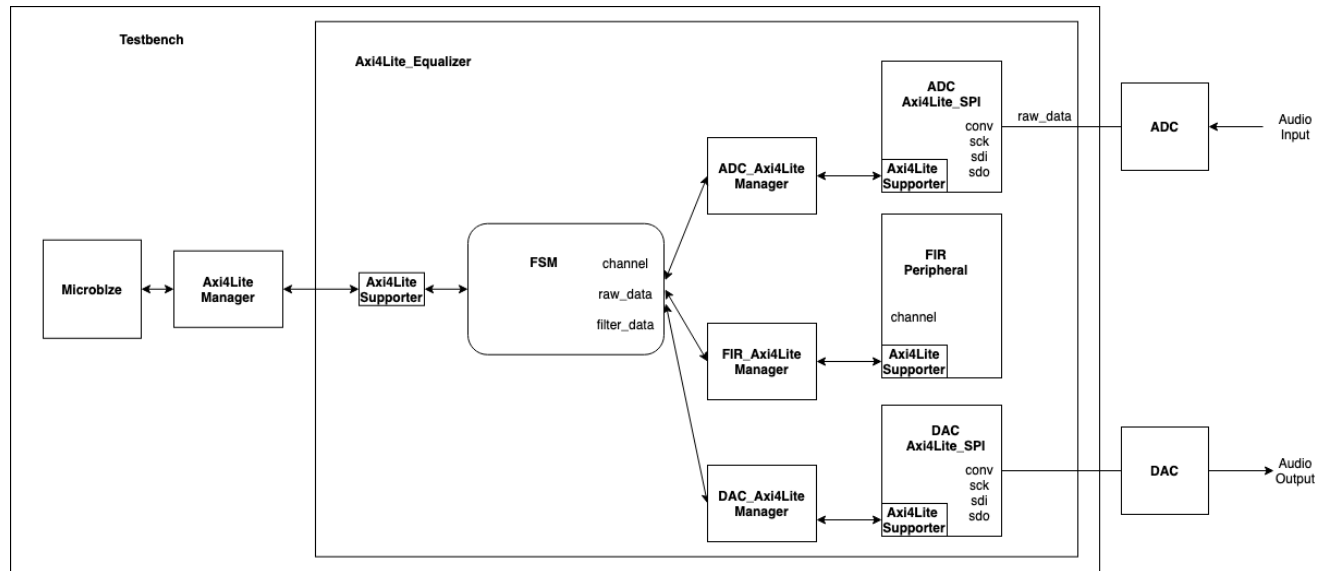 Testbench
Axi4Lite_Equalizer
Microblze
Axi4Lite
Manager
Axi4Lite
Supporter
FSM
channel
raw_data
filter_data
ADC_Axi4Lite
Manager
FIR_Axi4Lite
Manager
DAC_Axi4Lite
Manager
ADC
Axi4Lite_SPI
conv
sck
sdi
sdo
Axi4Lite
Supporter
FIR
Peripheral
channel
Axi4Lite
Supporter
DAC
Axi4Lite_SPI
conv
sck
sdi
sdo
Axi4Lite
Supporter
raw_data
ADC
Audio
Input
DAC
Audio
Output